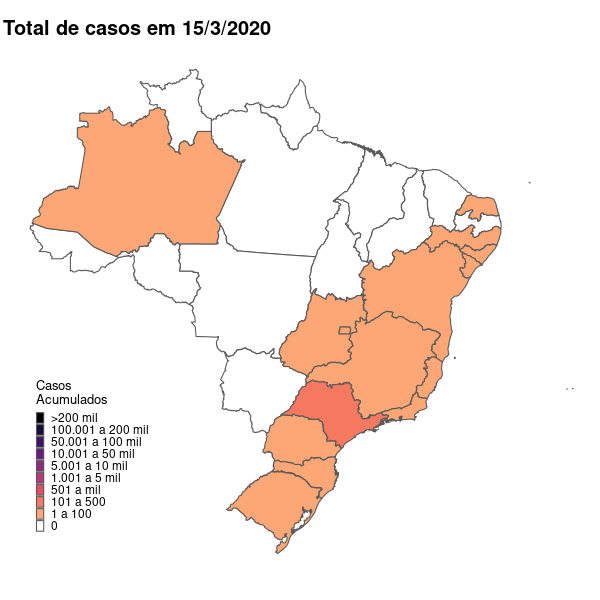 Total de casos em 15/3/2020
Casos
Acumulados
>200 mil
100.001 a 200 mil
50.001 a 100 mil
10.001 a 50 mil
5.001 a 10 mil
1.001 a 5 mil
501 a mil
101 a 500
1 a 100
0